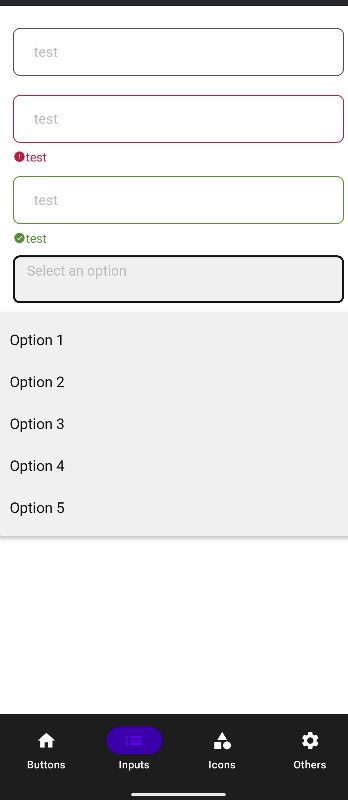 test
test
test
test
test
Select an option
Option 1
Option 2
Option 3
Option 4
Option 5
Buttons Inputs Icons Others